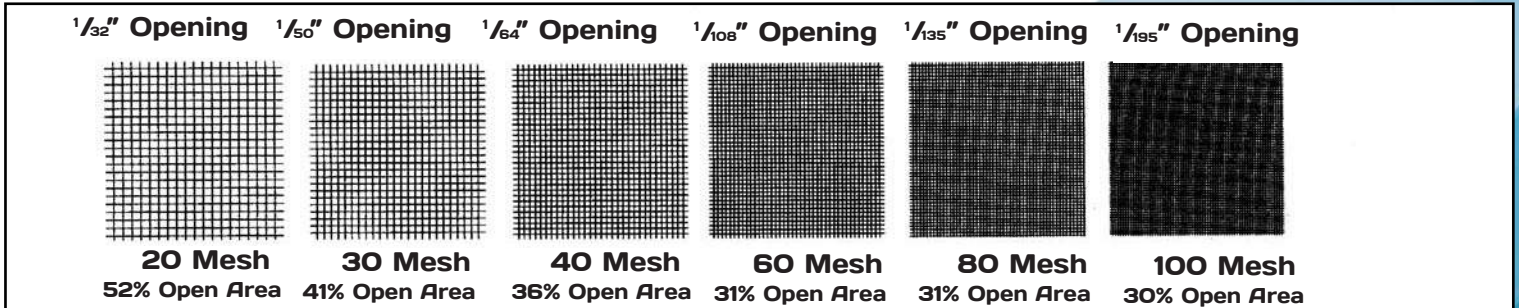 1/32" Opening 1/50" Opening 1/64" Opening 1/108" Opening 1/135" Opening 1/195" Opening
20 Mesh 30 Mesh 40 Mesh 60 Mesh 80 Mesh 100 Mesh
52% Open Area 41% Open Area 36% Open Area 31% Open Area 31% Open Area 30% Open Area